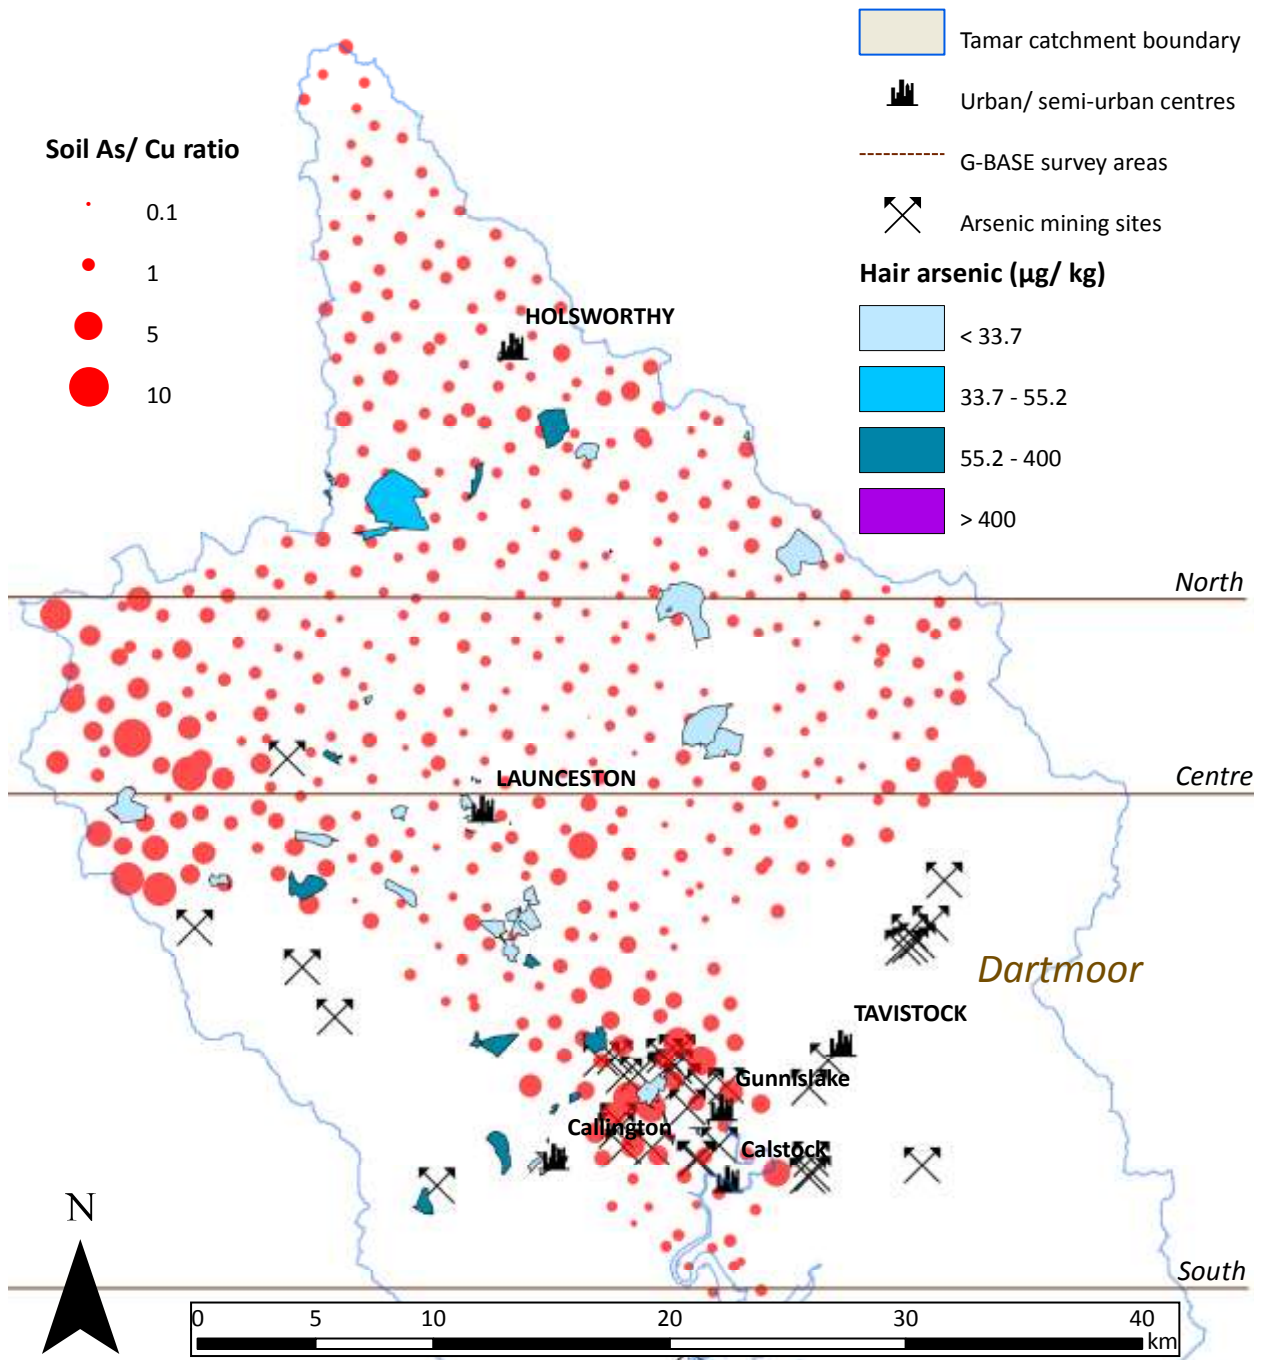 Tamar catchment boundary
Urban/ semi-urban centres
G-BASE survey areas
Arsenic mining sites
Hair arsenic (µg/ kg)
< 33.7
33.7 - 55.2
55.2 - 400
> 400
Soil As/ Cu ratio
0.1
1
5
10
HOLSWORTHY
North
LAUNCESTON
Centre
Dartmoor
TAVISTOCK
Gunnislake
Callington
Calstock
N
South
0 5 10 20 30 40
km